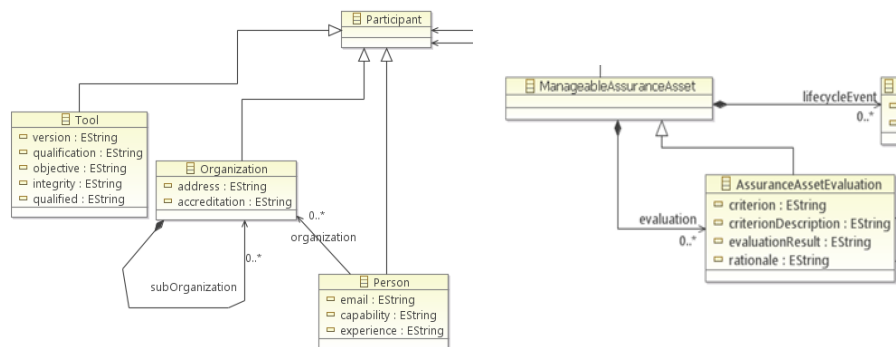 Participant
Tool
version : EString
qualification : EString
objective : EString
integrity : EString
qualified : EString
Organization
address : EString
accreditation : EString
0..*
organization
0..*
subOrganization
Person
email : EString
capability : EString
experience : EString
ManageableAssuranceAsset
lifecycleEvent
0..*
evaluation
0..*
AssuranceAssetEvaluation
criterion : EString
criterionDescription : EString
evaluationResult : EString
rationale : EString